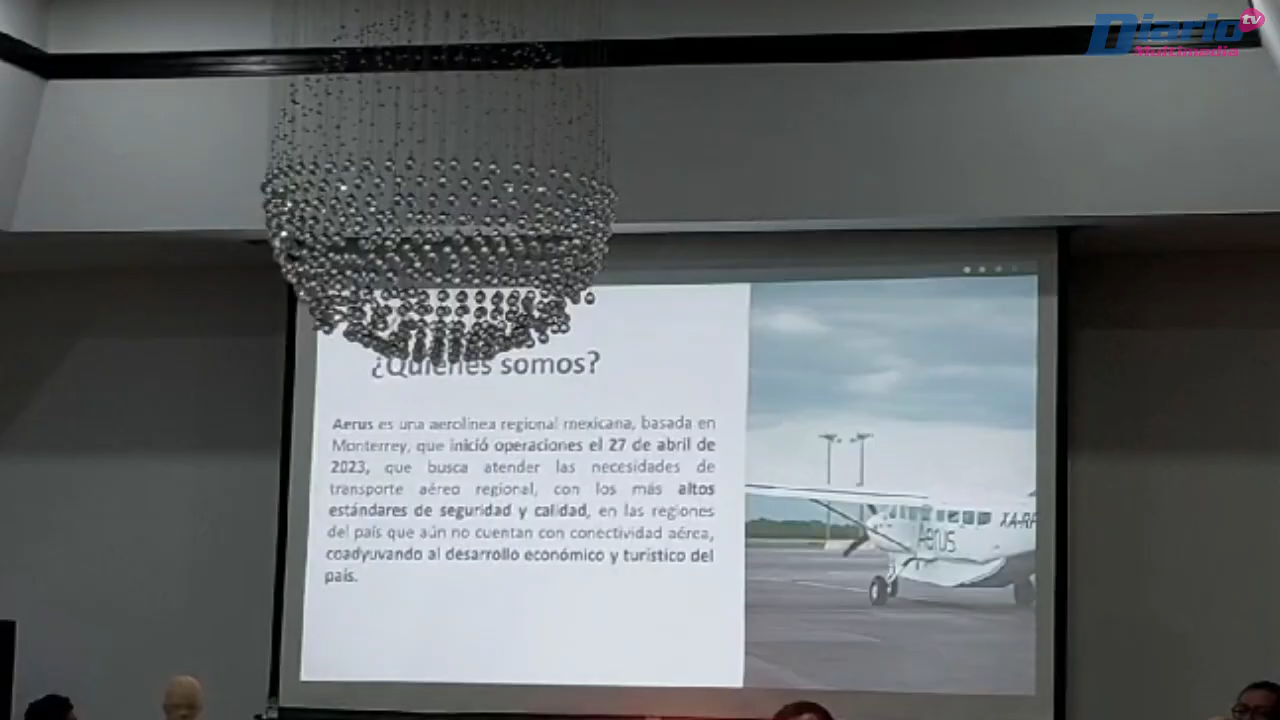 Diario tv
Multimedia
¿Quiénes somos?
Aerus es una aerolínea regional mexicana, basada en
Monterrey, que inició operaciones el 27 de abril de
2023, que busca atender las necesidades de
transporte aéreo regional, con los más altos
estándares de seguridad y calidad, en las regiones
del país que aún no cuentan con conectividad aérea,
coadyuvando al desarrollo económico y turístico del
país.
XA-RF
Aerus